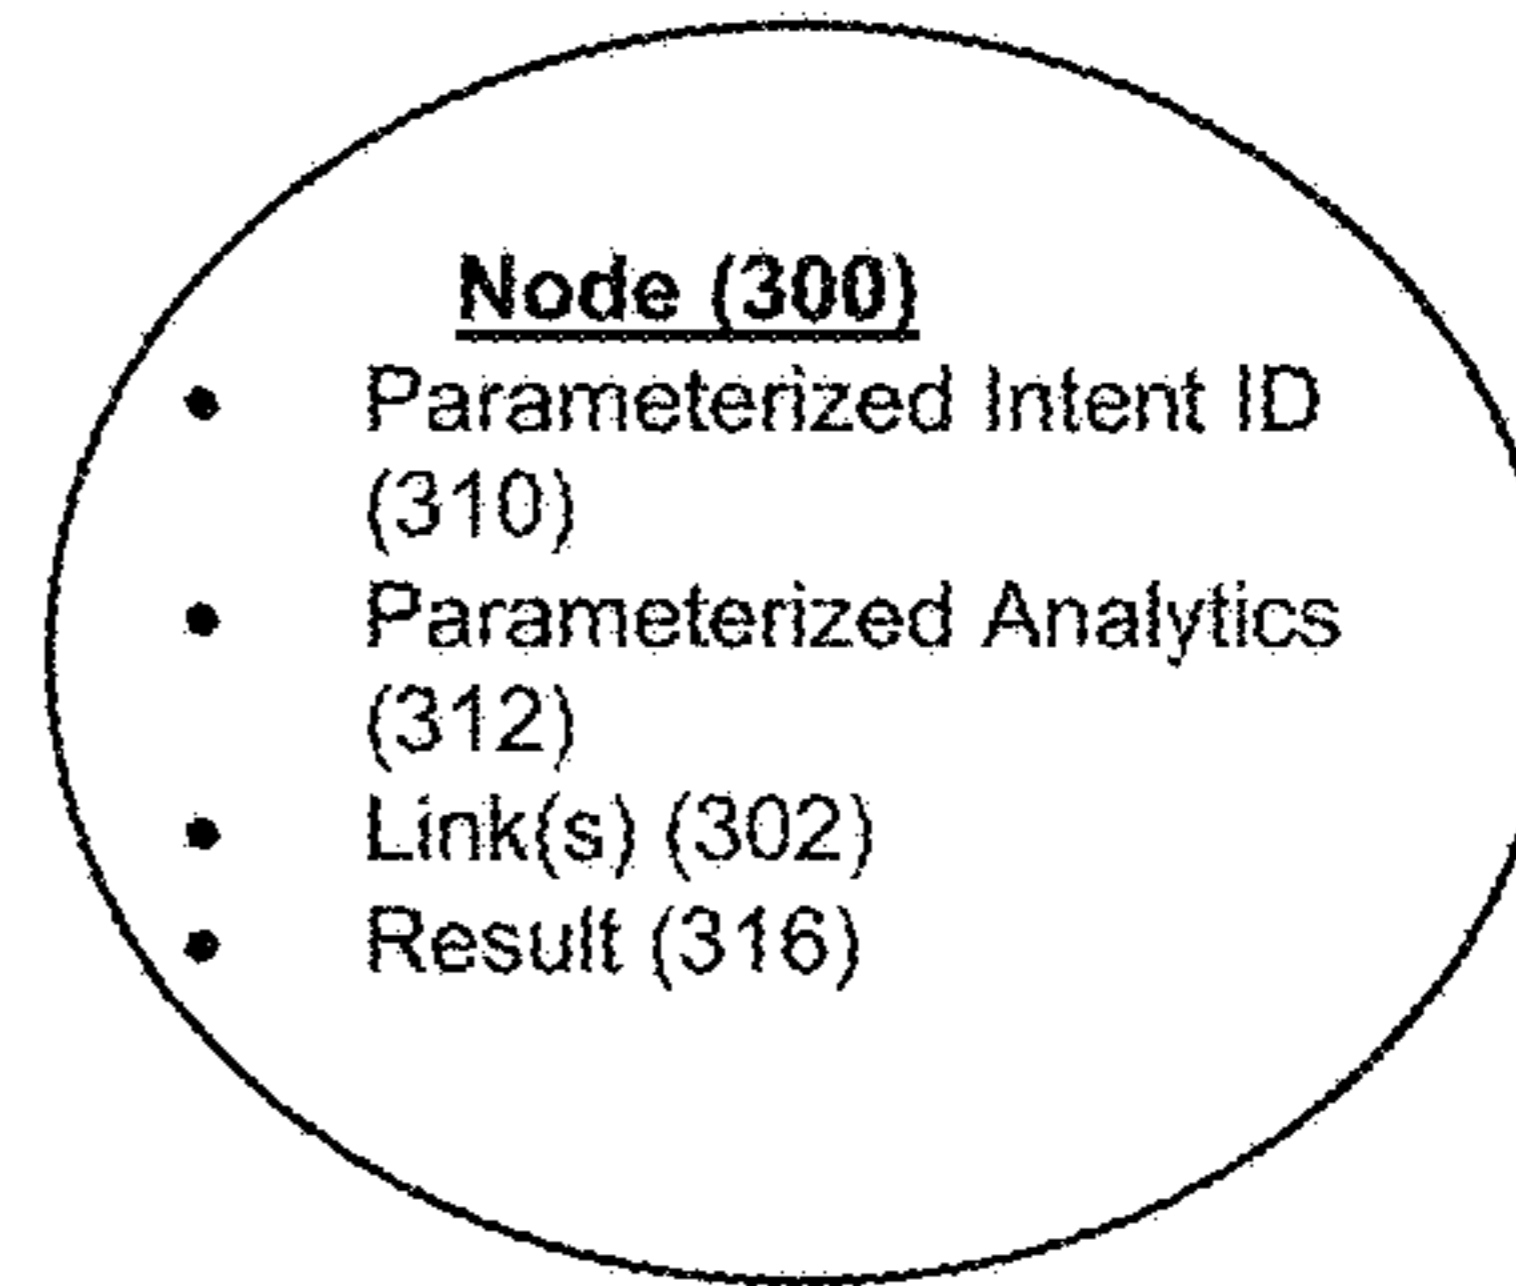 Node (300)
• Parameterized Intent ID
(310)
• Parameterized Analytics
(312)
• Link(s) (302)
• Result (316)